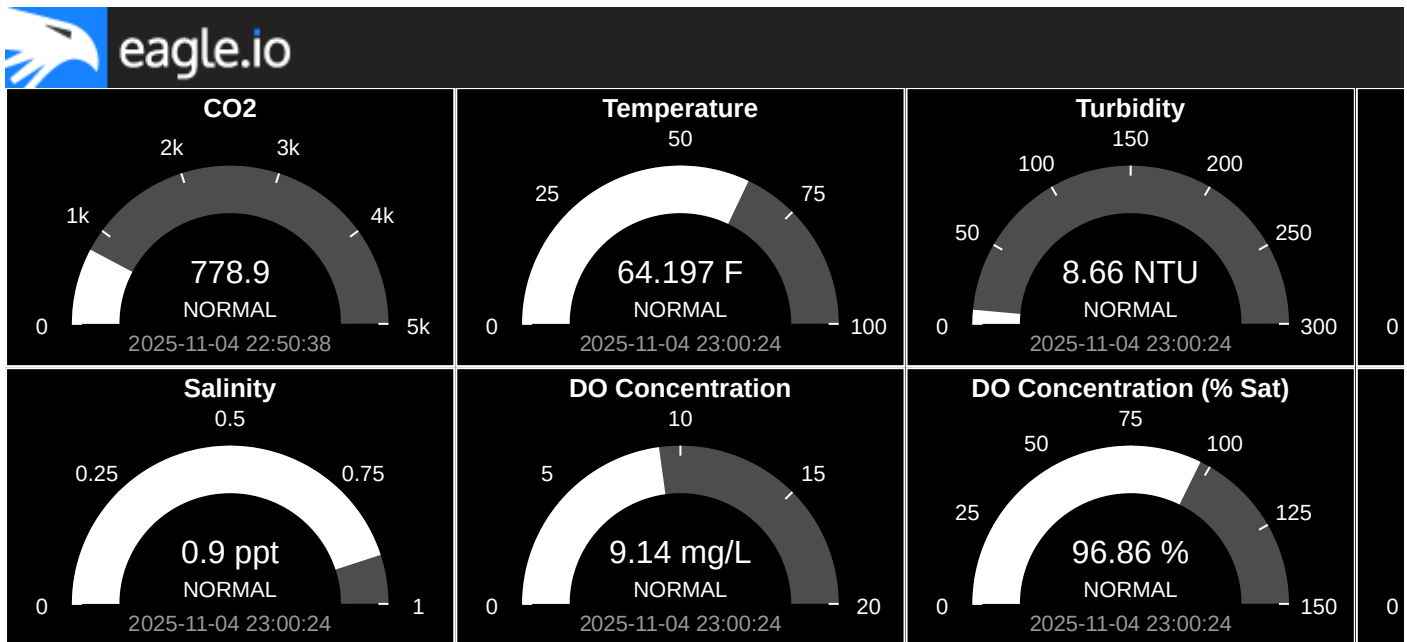 eagle.io
CO2
2k
3k
1k
4k
778.9
NORMAL
0
5k
2025-11-04 22:50:38
Temperature
50
25
75
64.197 F
NORMAL
0
100
2025-11-04 23:00:24
Turbidity
150
100
200
50
250
8.66 NTU
NORMAL
0
300
2025-11-04 23:00:24
0
Salinity
0.5
0.25
0.75
0.9 ppt
NORMAL
0
1
2025-11-04 23:00:24
DO Concentration
10
5
15
9.14 mg/L
NORMAL
0
20
2025-11-04 23:00:24
DO Concentration (% Sat)
75
50
100
25
125
96.86 %
NORMAL
0
150
2025-11-04 23:00:24
0